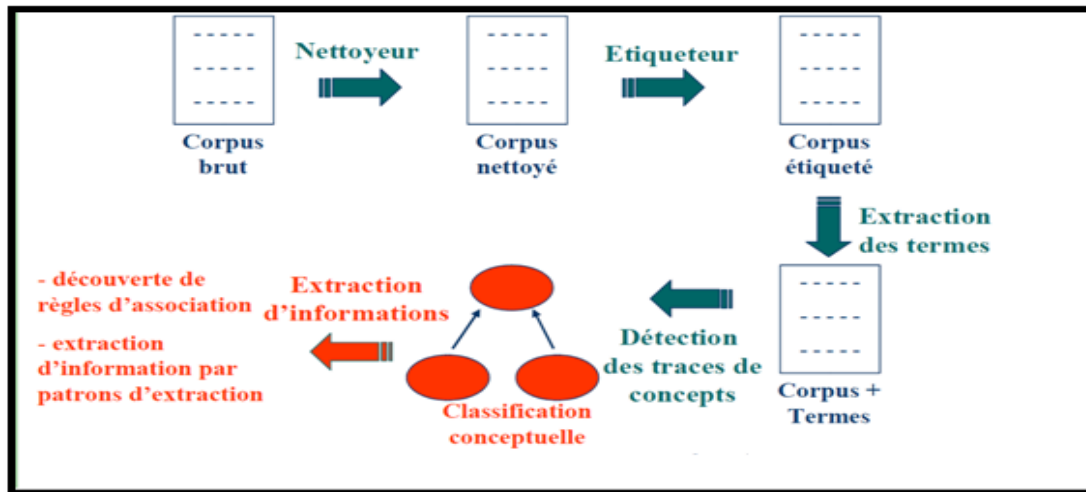 Nettoyeur
Etiqueteur
Corpus
brut
Corpus
nettoyé
Corpus
étiqueté
Extraction
des termes
Corpus +
Termes
Détection
des traces de
concepts
Classification
conceptuelle
Extraction
d'informations
- découverte de
règles d'association
- extraction
d'information par
patrons d'extraction